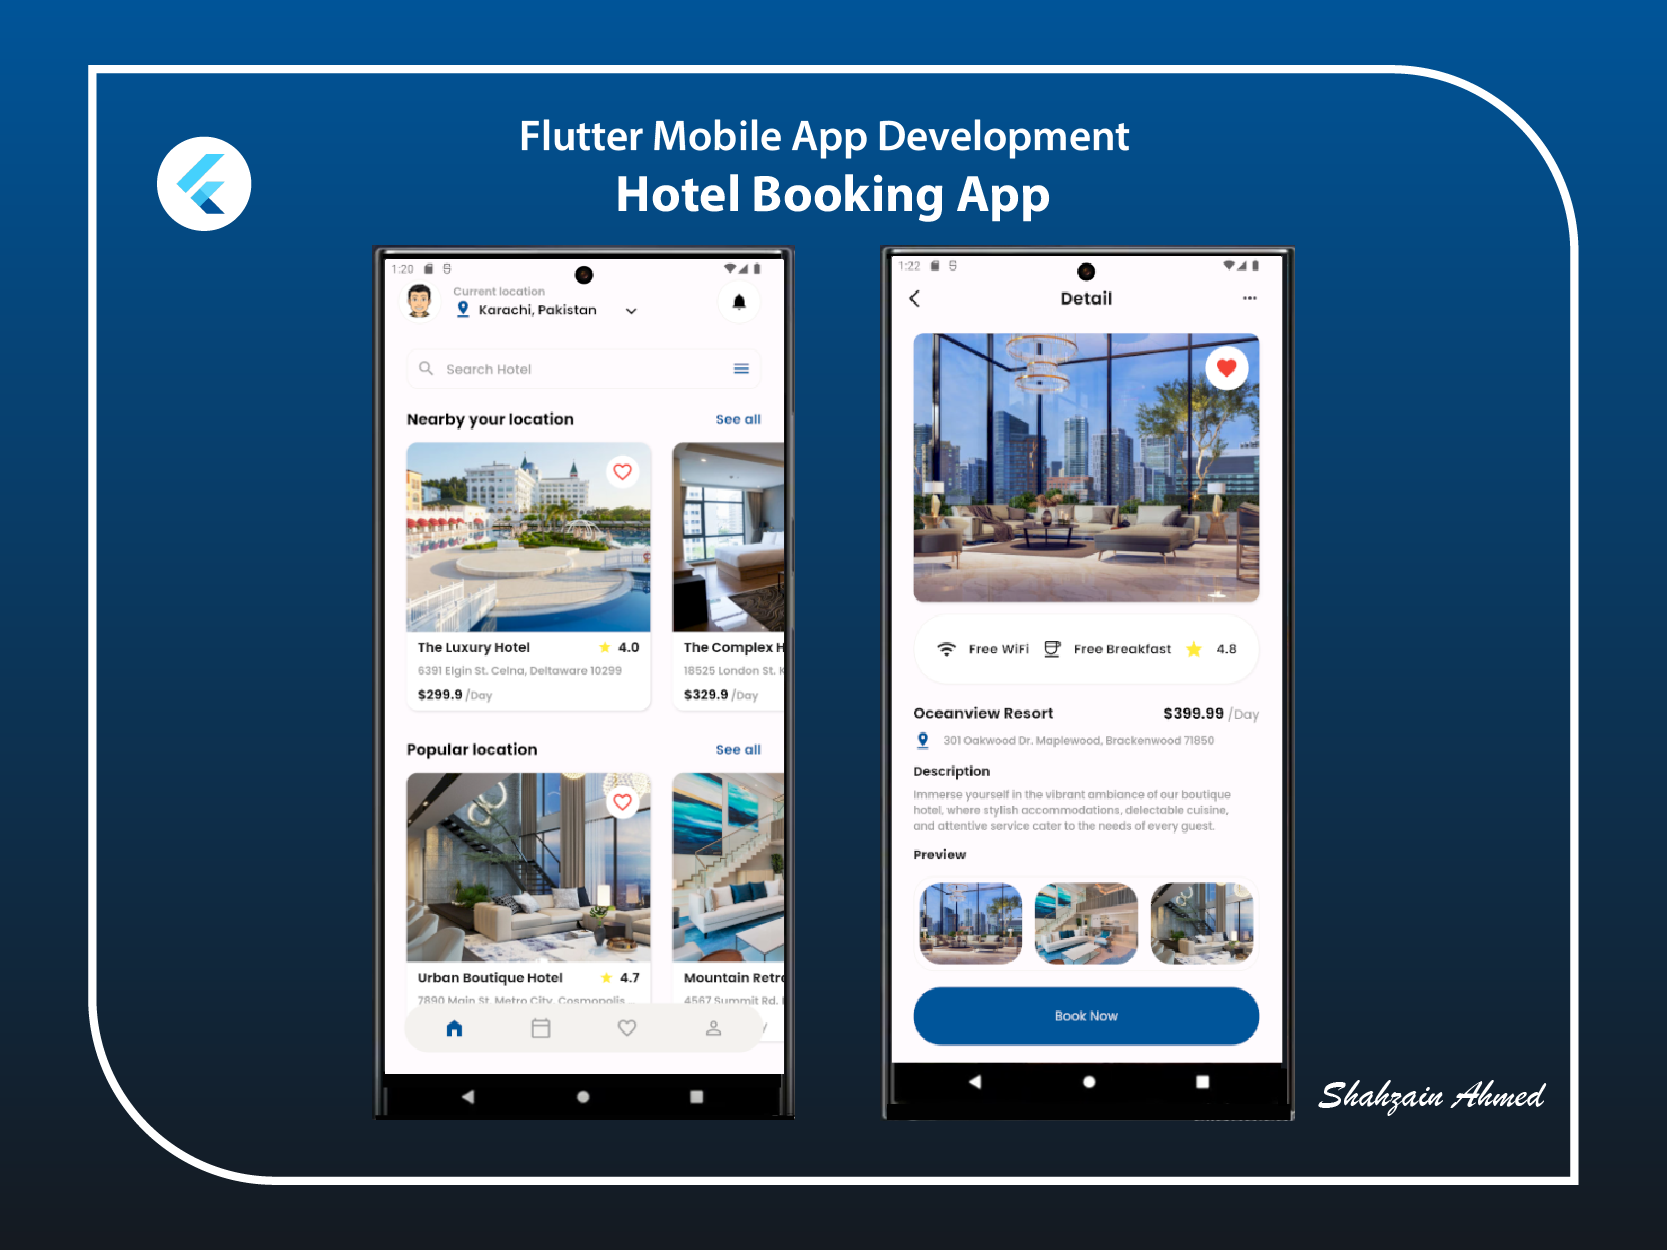 Flutter Mobile App Development
Hotel Booking App
1:20
Current location
Karachi, Pakistan
Search Hotel
Nearby your location See all
The Luxury Hotel 4.0
6391 Elgin St. Celna, Deltaware 10299
$299.9 /Day
The Complex H
18525 London St. K
$329.9 /Day
Popular location See all
Urban Boutique Hotel 4.7
7890 Main St, Metro City, Cosmopolis
Mountain Retre
4567 Summit Rd.
1:22
Detail
Free WiFi Free Breakfast 4.8
Oceanview Resort $399.99 /Day
301 Oakwood Dr. Maplewood, Brackenwood 71850
Description
Immerse yourself in the vibrant ambiance of our boutique
hotel, where stylish accommodations, delectable cuisine,
and attentive service cater to the needs of every guest.
Preview
Book Now
Shahzain Ahmed